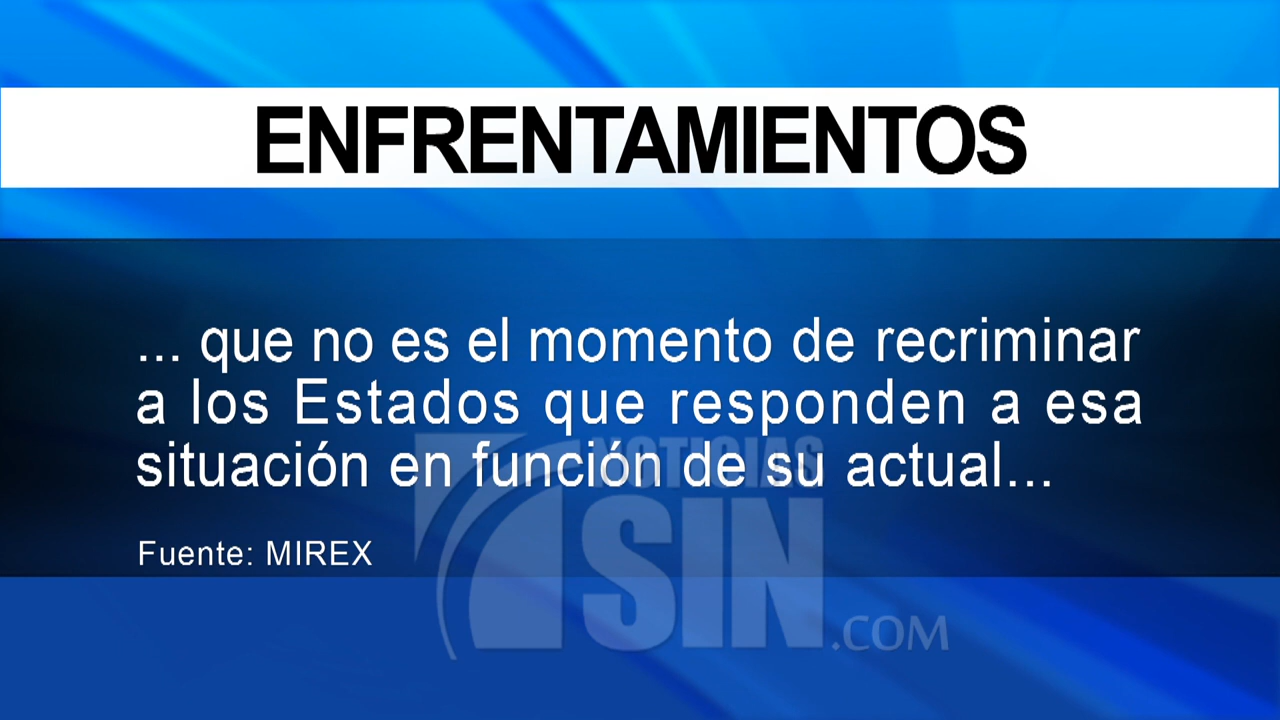 ENFRENTAMIENTOS
... que no es el momento de recriminar
a los Estados que responden a esa
situación en función de su actual...
NOTICIAS
SIN
.COM
Fuente: MIREX